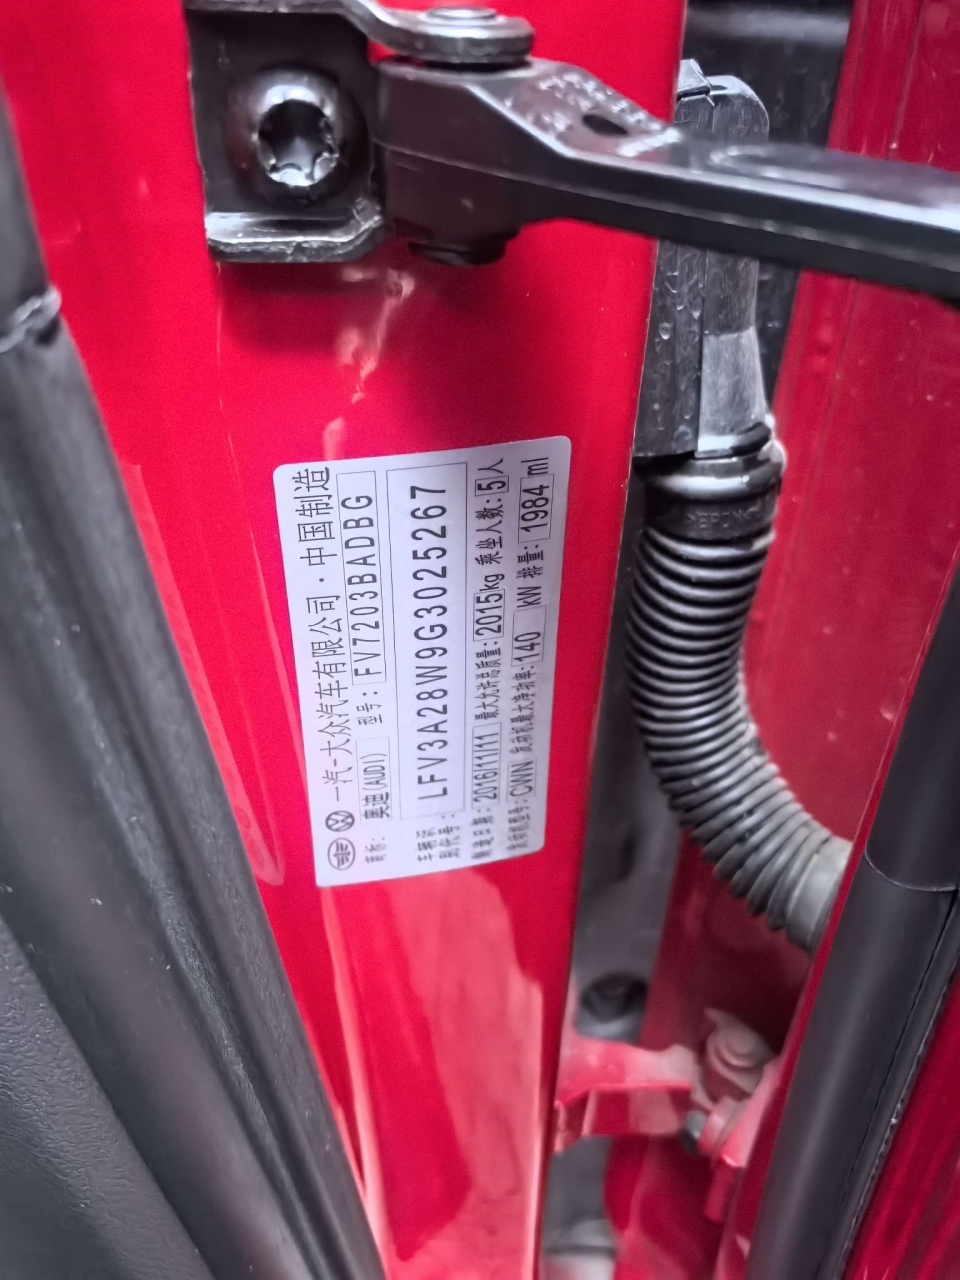 一汽-大众汽车有限公司·中国制造
商标: 奥迪(AUDI) 型号: FV7203BADBG
车辆识别代号: LFV3A28W9G3025267
制造日期: 2016/11/11 最大允许总质量: 2015kg 乘坐人数: 5人
发动机型号: CWN 发动机最大净功率: 140 kW 排量: 1984 ml